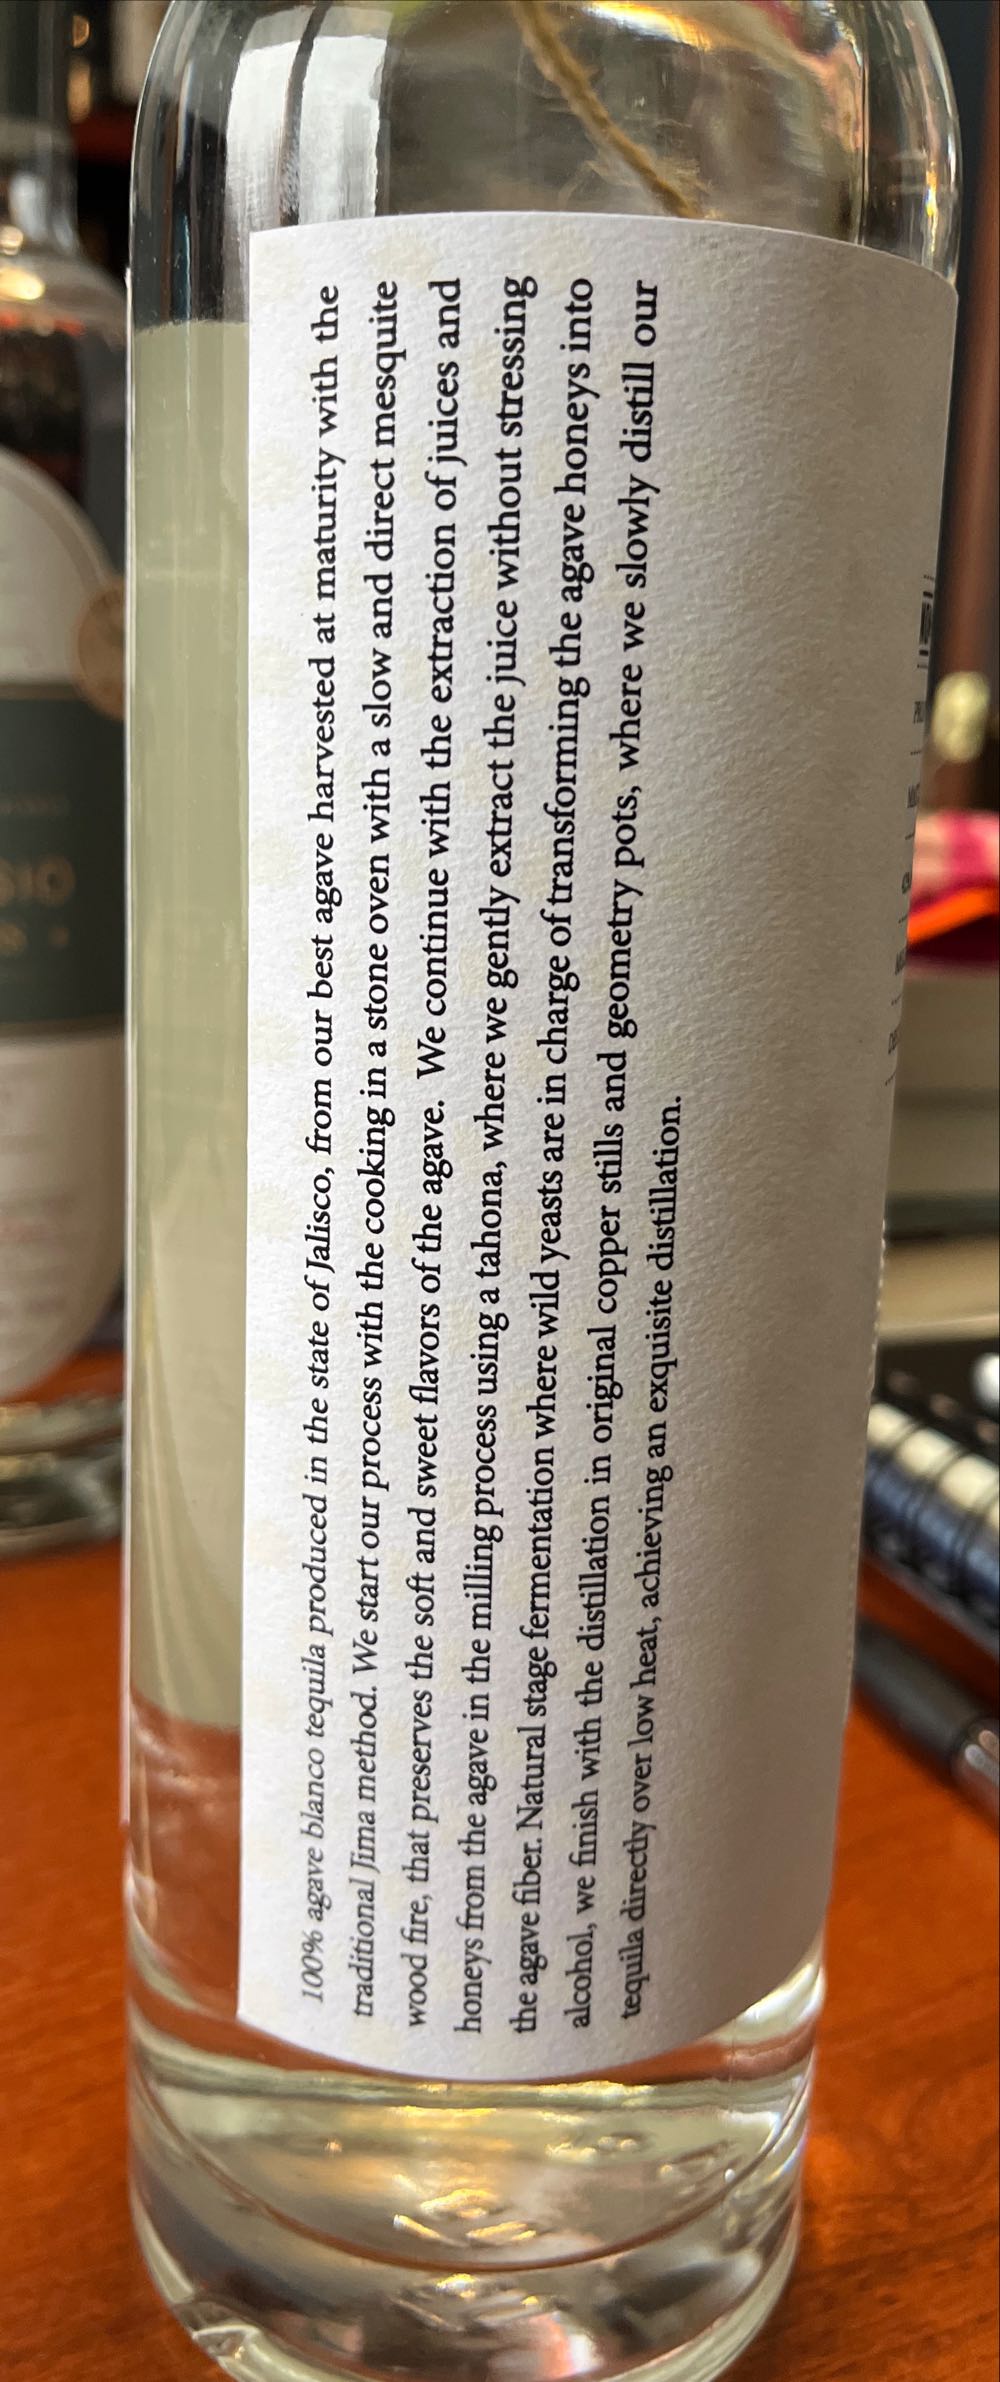 100% agave blanco tequila produced in the state of Jalisco, from our best agave harvested at maturity with the
traditional Jima method. We start our process with the cooking in a stone oven with a slow and direct mesquite
wood fire, that preserves the soft and sweet flavors of the agave. We continue with the extraction of juices and
honeys from the agave in the milling process using a tahona, where we gently extract the juice without stressing
the agave fiber. Natural stage fermentation where wild yeasts are in charge of transforming the agave honeys into
alcohol, we finish with the distillation in original copper stills and geometry pots, where we slowly distill our
tequila directly over low heat, achieving an exquisite distillation.